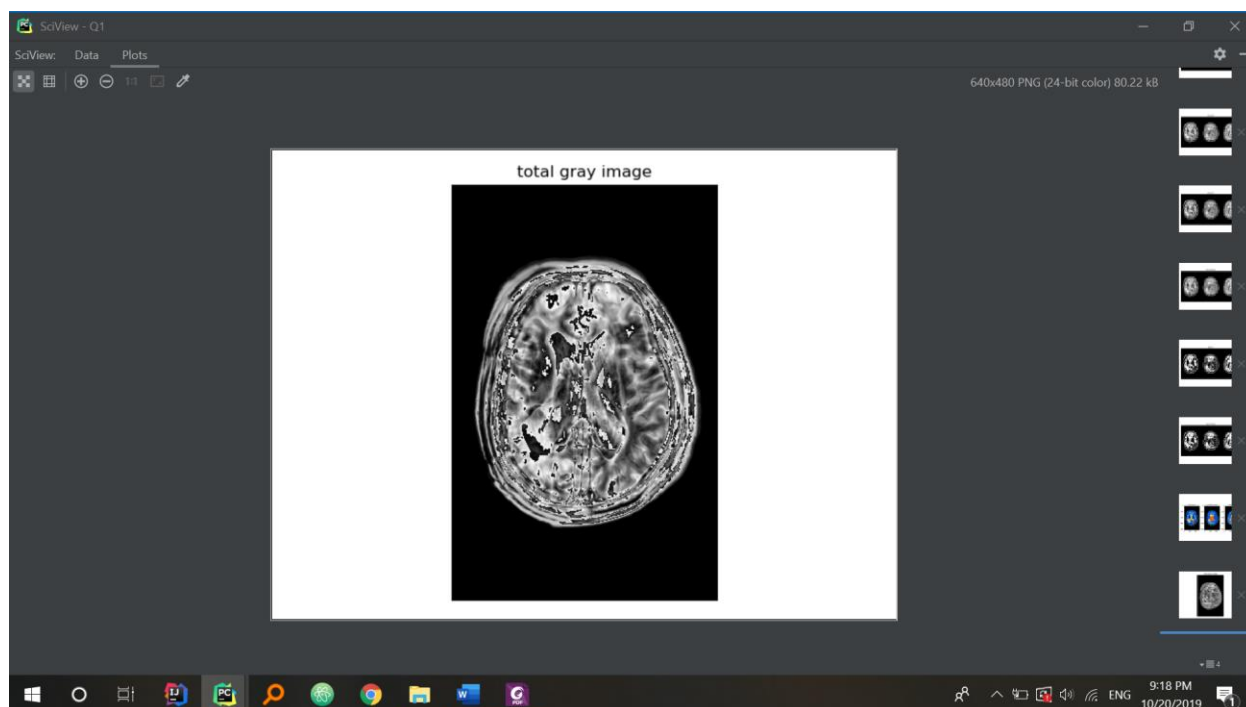 SciView - Q1
SciView: Data Plots
1:1
640x480 PNG (24-bit color) 80.22 kB
total gray image
4
ENG
9:18 PM
10/20/2019